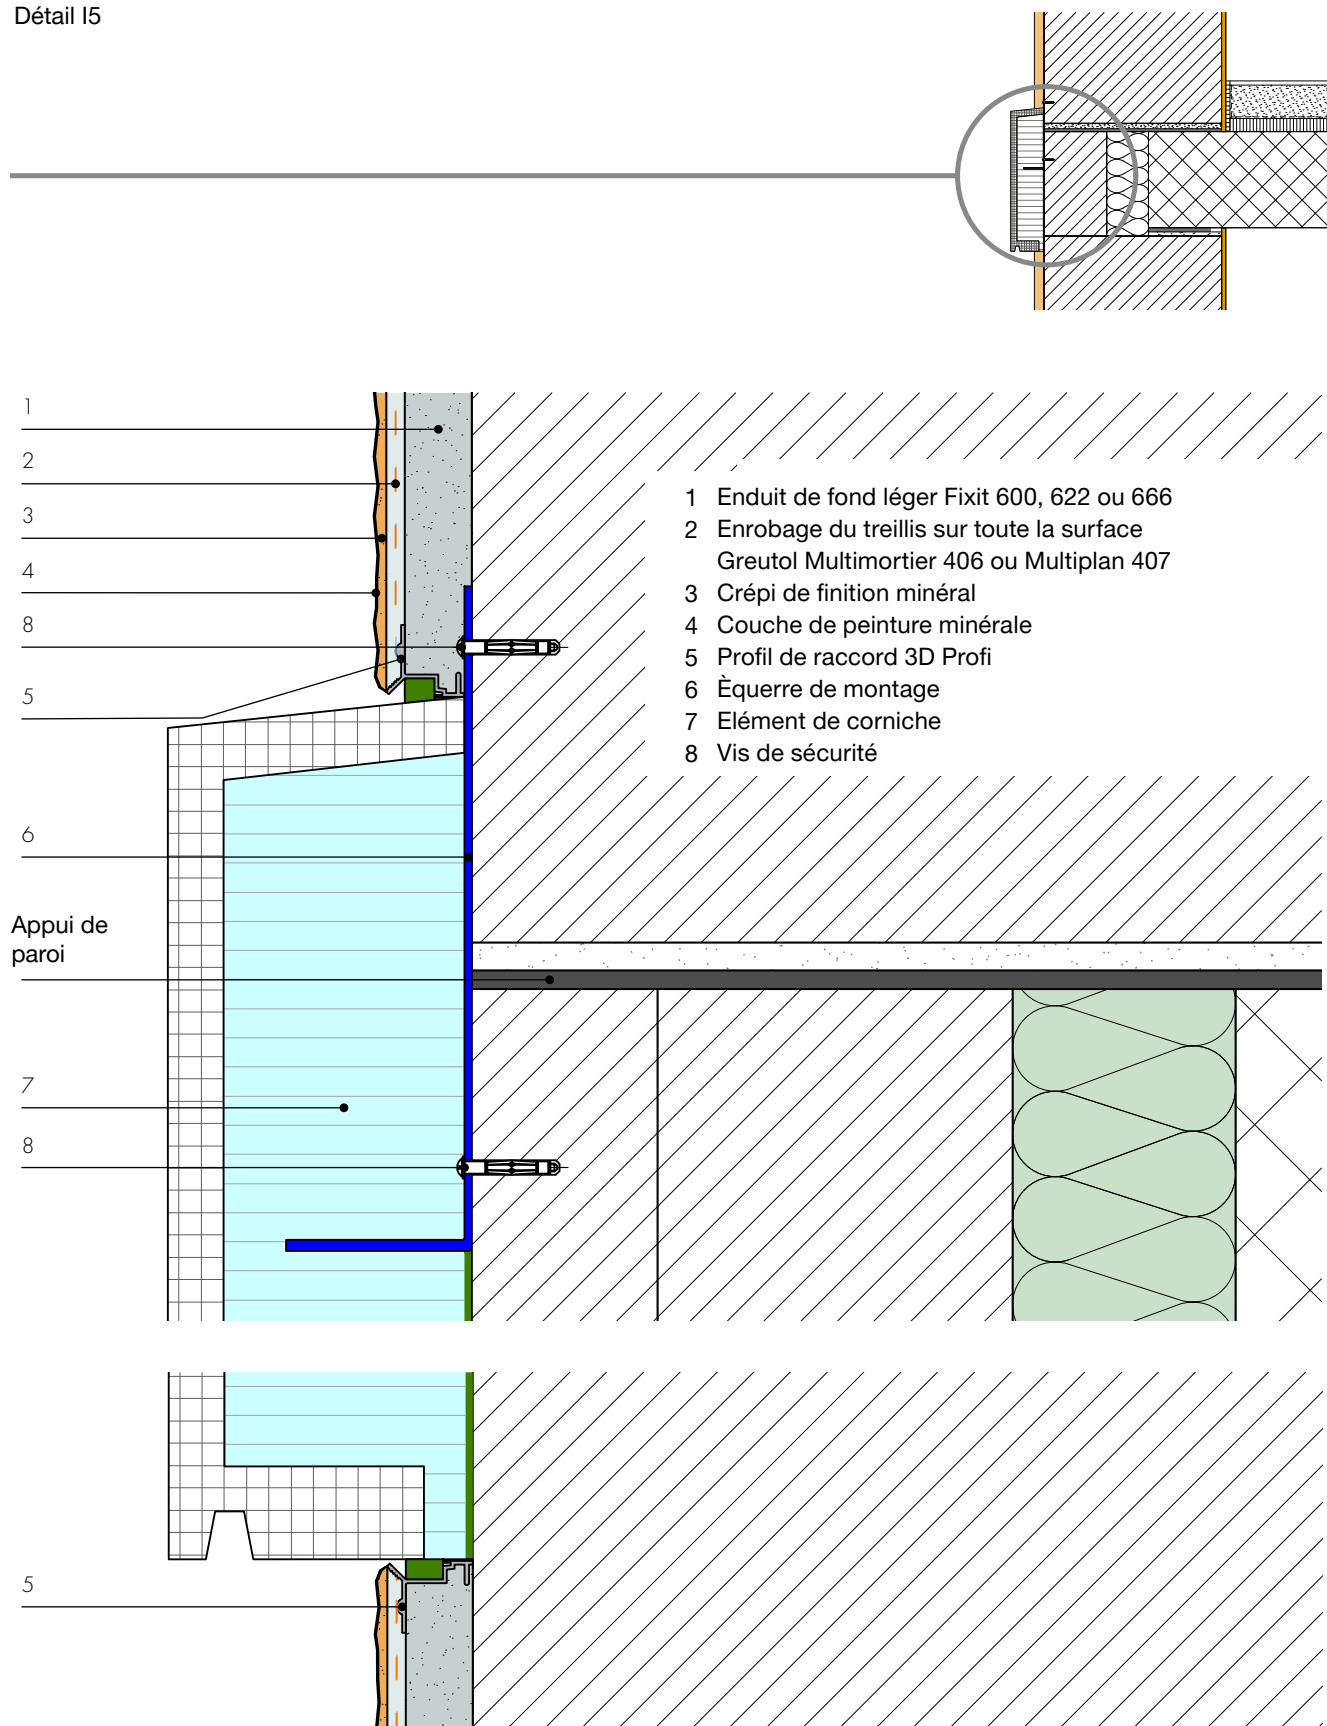 Détail I5
1
2
3
4
8
5
6
Appui de
paroi
7
8
5
1 Enduit de fond léger Fixit 600, 622 ou 666
2 Enrobage du treillis sur toute la surface
Greutol Multimortier 406 ou Multiplan 407
3 Crépi de finition minéral
4 Couche de peinture minérale
5 Profil de raccord 3D Profi
6 Èquerre de montage
7 Elément de corniche
8 Vis de sécurité